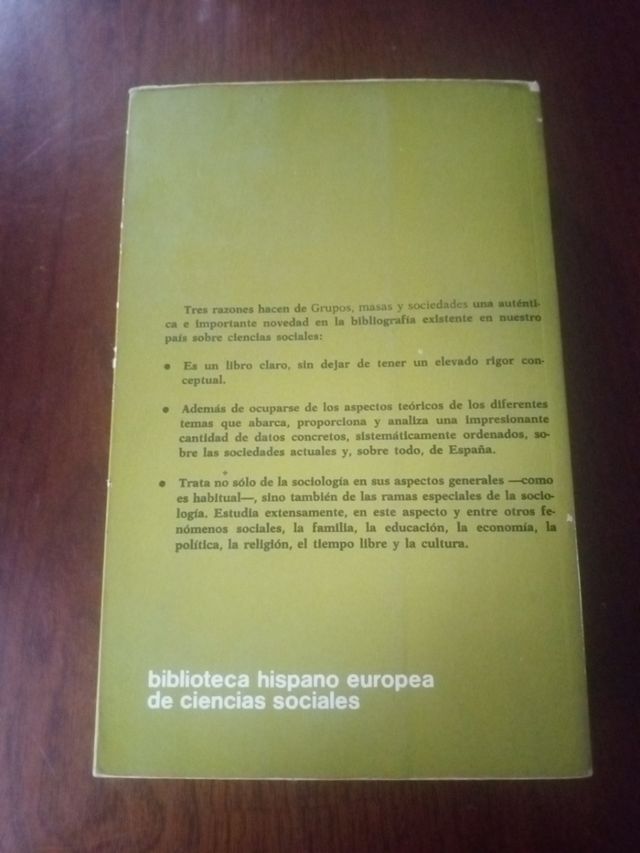 Tres razones hacen de Grupos, masas y sociedades una auténti-
ca e importante novedad en la bibliografía existente en nuestro
país sobre ciencias sociales:
● Es un libro claro, sin dejar de tener un elevado rigor con-
ceptual.
● Además de ocuparse de los aspectos teóricos de los diferentes
temas que abarca, proporciona y analiza una impresionante
cantidad de datos concretos, sistemáticamente ordenados, so-
bre las sociedades actuales y, sobre todo, de España.
● Trata no sólo de la sociología en sus aspectos generales —como
es habitual—, sino también de las ramas especiales de la socio-
logía. Estudia extensamente, en este aspecto y entre otros fe-
nómenos sociales, la familia, la educación, la economía, la
política, la religión, el tiempo libre y la cultura.
biblioteca hispano europea
de ciencias sociales